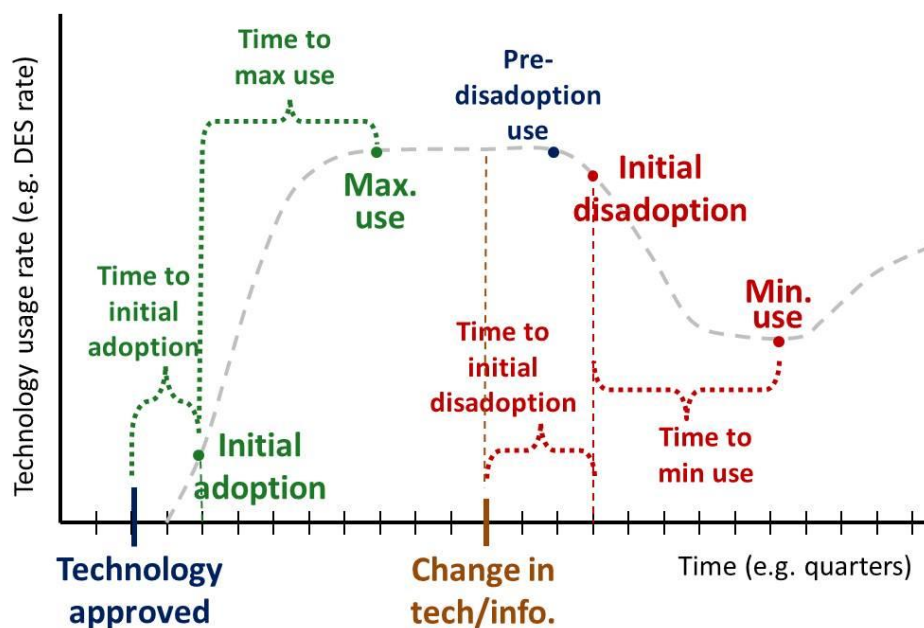 Technology usage rate (e.g. DES rate)
Time to
max use
Pre-
disadoption
use
Max.
use
Initial
disadoption
Time to
initial
adoption
Min.
use
Time to
initial
disadoption
Initial
adoption
Time to
min use
Technology
approved
Change in
tech/info.
Time (e.g. quarters)